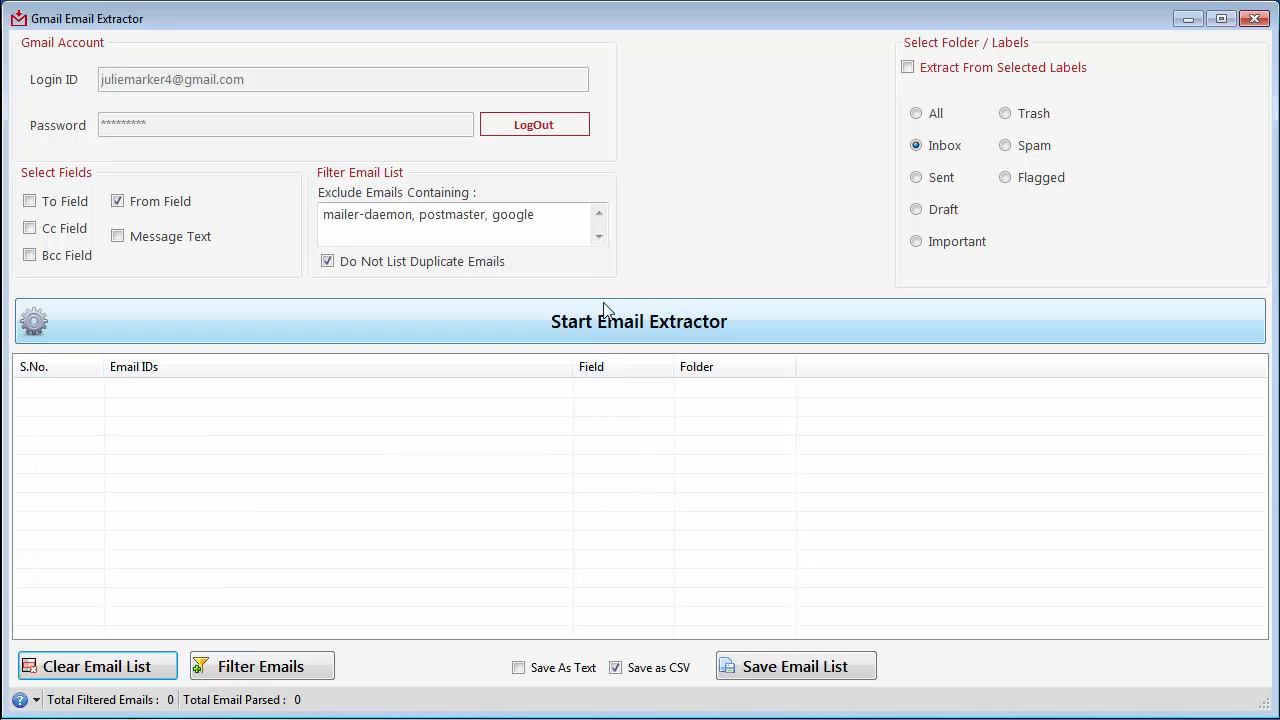 Gmail Email Extractor
Gmail Account
Login ID juliemarker4@gmail.com
Password *********
LogOut
Select Folder / Labels
Extract From Selected Labels
All Trash
Inbox Spam
Sent Flagged
Draft
Important
Select Fields
To Field From Field
Cc Field Message Text
Bcc Field
Filter Email List
Exclude Emails Containing :
mailer-daemon, postmaster, google
Do Not List Duplicate Emails
Start Email Extractor
S.No. Email IDs Field Folder
Clear Email List Filter Emails Save As Text Save as CSV Save Email List
Total Filtered Emails : 0 Total Email Parsed : 0